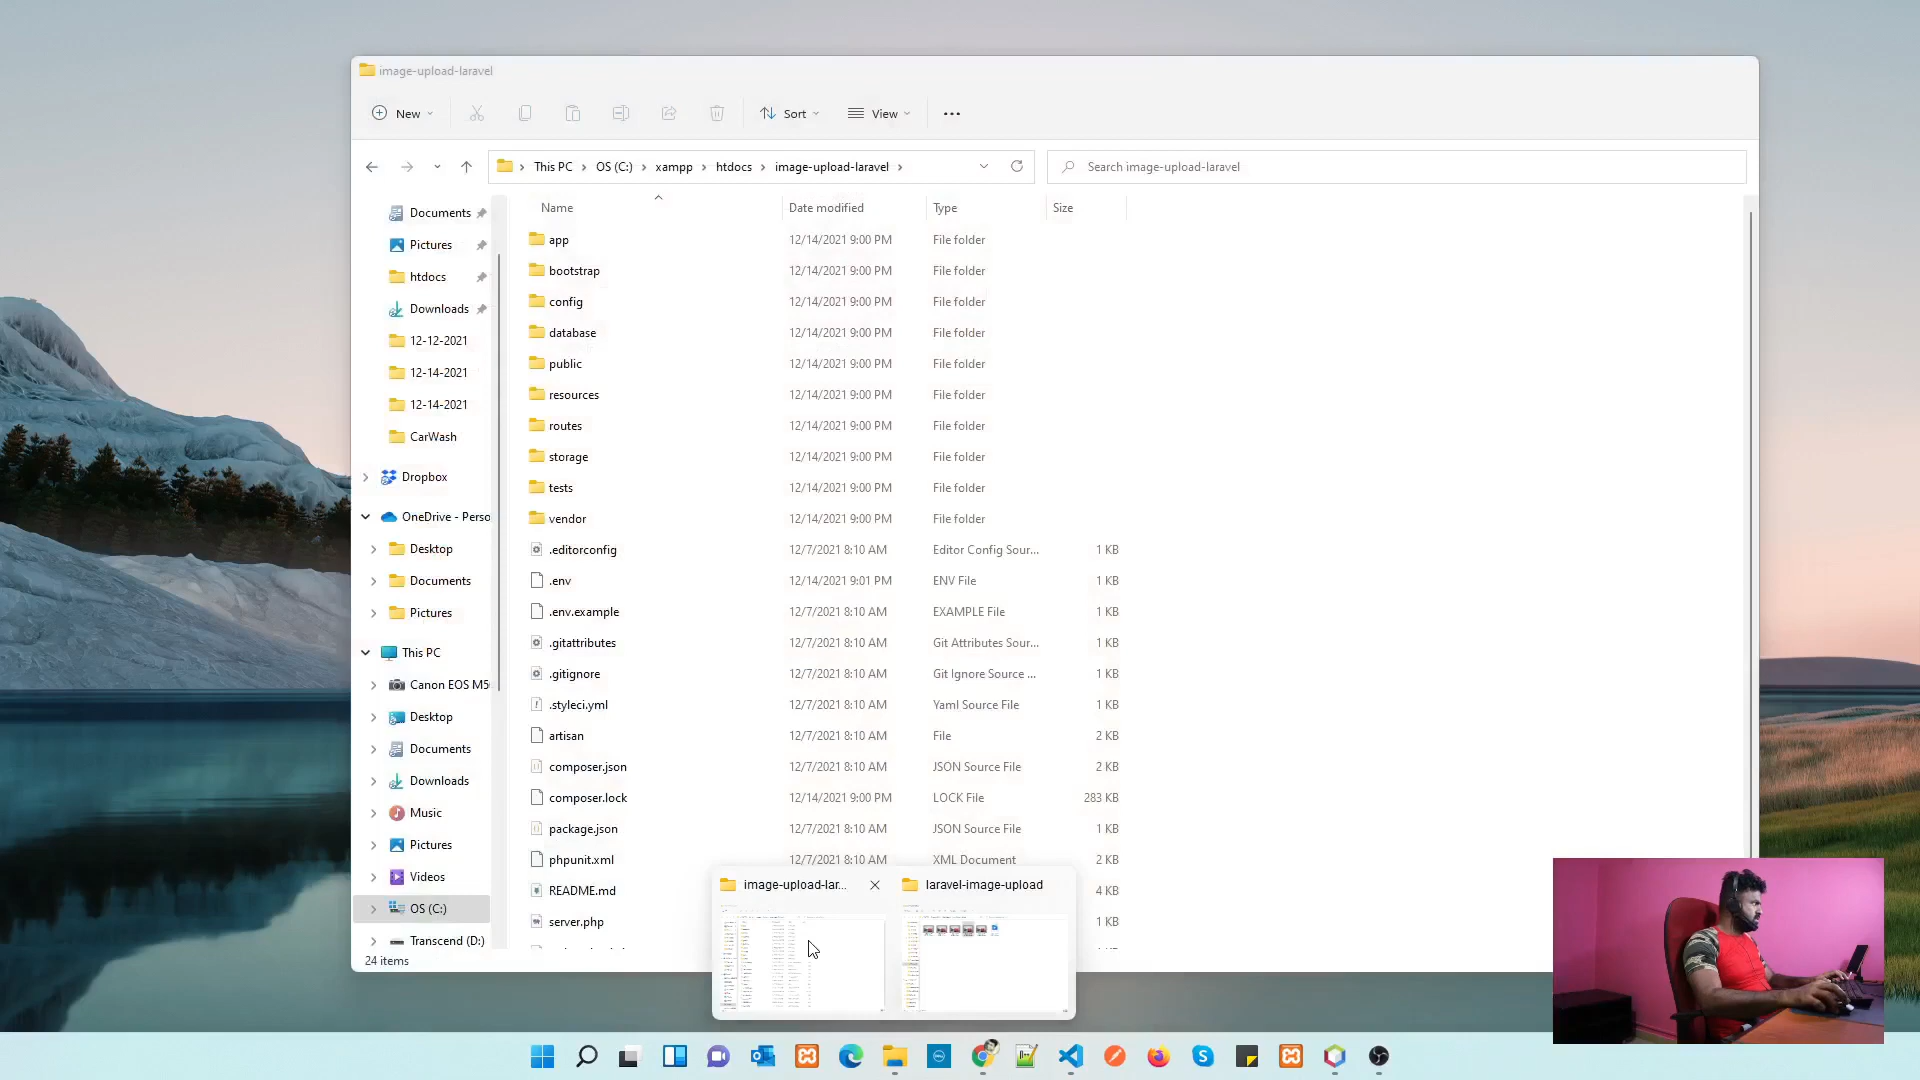 image-upload-laravel
New
Sort
View
This PC
OS (C:)
xampp
htdocs
image-upload-laravel
Search image-upload-laravel
Name
Date modified
Type
Size
Documents
Pictures
htdocs
Downloads
12-12-2021
12-14-2021
12-14-2021
CarWash
Dropbox
OneDrive - Perso
Desktop
Documents
Pictures
This PC
Canon EOS M5
Desktop
Documents
Downloads
Music
Pictures
Videos
OS (C:)
Transcend (D:)
app 12/14/2021 9:00 PM File folder
bootstrap 12/14/2021 9:00 PM File folder
config 12/14/2021 9:00 PM File folder
database 12/14/2021 9:00 PM File folder
public 12/14/2021 9:00 PM File folder
resources 12/14/2021 9:00 PM File folder
routes 12/14/2021 9:00 PM File folder
storage 12/14/2021 9:00 PM File folder
tests 12/14/2021 9:00 PM File folder
vendor 12/14/2021 9:00 PM File folder
.editorconfig 12/7/2021 8:10 AM Editor Config Sour... 1 KB
.env 12/14/2021 9:01 PM ENV File 1 KB
.env.example 12/7/2021 8:10 AM EXAMPLE File 1 KB
.gitattributes 12/7/2021 8:10 AM Git Attributes Sour... 1 KB
.gitignore 12/7/2021 8:10 AM Git Ignore Source ... 1 KB
.styleci.yml 12/7/2021 8:10 AM Yaml Source File 1 KB
artisan 12/7/2021 8:10 AM File 2 KB
composer.json 12/7/2021 8:10 AM JSON Source File 2 KB
composer.lock 12/14/2021 9:00 PM LOCK File 283 KB
package.json 12/7/2021 8:10 AM JSON Source File 1 KB
phpunit.xml 12/7/2021 8:10 AM XML Document 2 KB
README.md 4 KB
server.php 1 KB
24 items
image-upload-lar...
laravel-image-upload